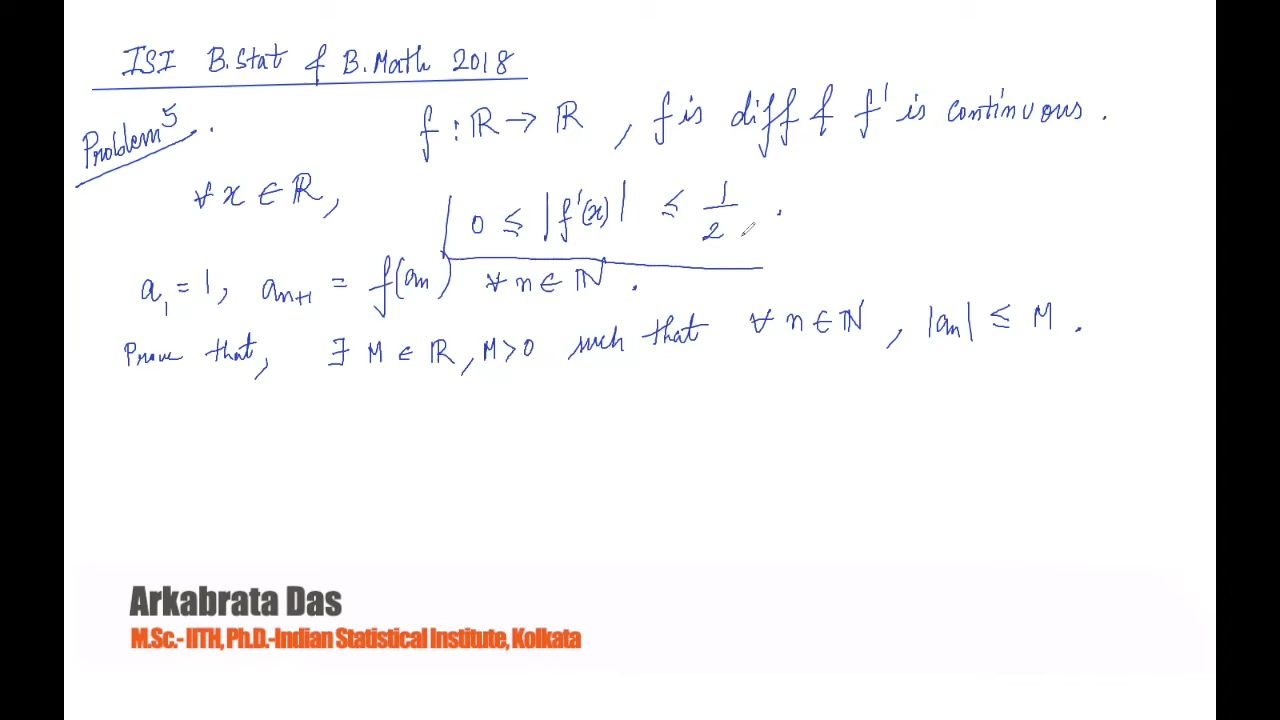 ISI B.Stat & B.Math 2018
Problem 5.
f : ℝ → ℝ , f is diff & f' is continuous .
∀ x ∈ ℝ, 0 ≤ |f'(x)| ≤ 1/2 .
a₁ = 1, aₙ₊₁ = f(aₙ) ∀ n ∈ ℕ .
Prove that, ∃ M ∈ ℝ, M>0 such that ∀ n ∈ ℕ , |aₙ| ≤ M .
Arkabrata Das
M.Sc.- IITH, Ph.D.-Indian Statistical Institute, Kolkata